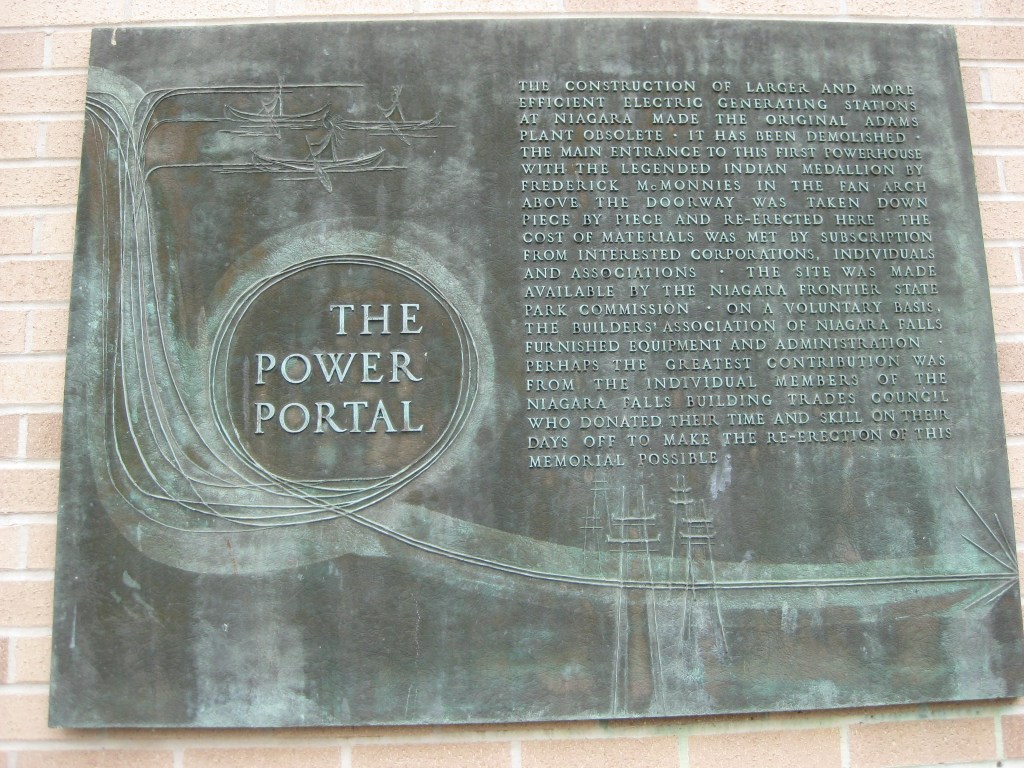 THE
POWER
PORTAL
THE CONSTRUCTION OF LARGER AND MORE
EFFICIENT ELECTRIC GENERATING STATIONS
AT NIAGARA MADE THE ORIGINAL ADAMS
PLANT OBSOLETE · IT HAS BEEN DEMOLISHED ·
THE MAIN ENTRANCE TO THIS FIRST POWERHOUSE
WITH THE LEGENDED INDIAN MEDALLION BY
FREDERICK McMONNIES IN THE FAN ARCH
ABOVE THE DOORWAY WAS TAKEN DOWN
PIECE BY PIECE AND RE-ERECTED HERE · THE
COST OF MATERIALS WAS MET BY SUBSCRIPTION
FROM INTERESTED CORPORATIONS, INDIVIDUALS
AND ASSOCIATIONS · THE SITE WAS MADE
AVAILABLE BY THE NIAGARA FRONTIER STATE
PARK COMMISSION · ON A VOLUNTARY BASIS,
THE BUILDERS' ASSOCIATION OF NIAGARA FALLS
FURNISHED EQUIPMENT AND ADMINISTRATION ·
PERHAPS THE GREATEST CONTRIBUTION WAS
FROM THE INDIVIDUAL MEMBERS OF THE
NIAGARA FALLS BUILDING TRADES COUNCIL
WHO DONATED THEIR TIME AND SKILL ON THEIR
DAYS OFF TO MAKE THE RE-ERECTION OF THIS
MEMORIAL POSSIBLE ·